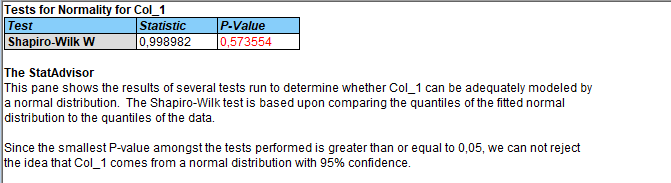 Tests for Normality for Col_1
Test Statistic P-Value
Shapiro-Wilk W 0,998982 0,573554
The StatAdvisor
This pane shows the results of several tests run to determine whether Col_1 can be adequately modeled by
a normal distribution. The Shapiro-Wilk test is based upon comparing the quantiles of the fitted normal
distribution to the quantiles of the data.
Since the smallest P-value amongst the tests performed is greater than or equal to 0,05, we can not reject
the idea that Col_1 comes from a normal distribution with 95% confidence.